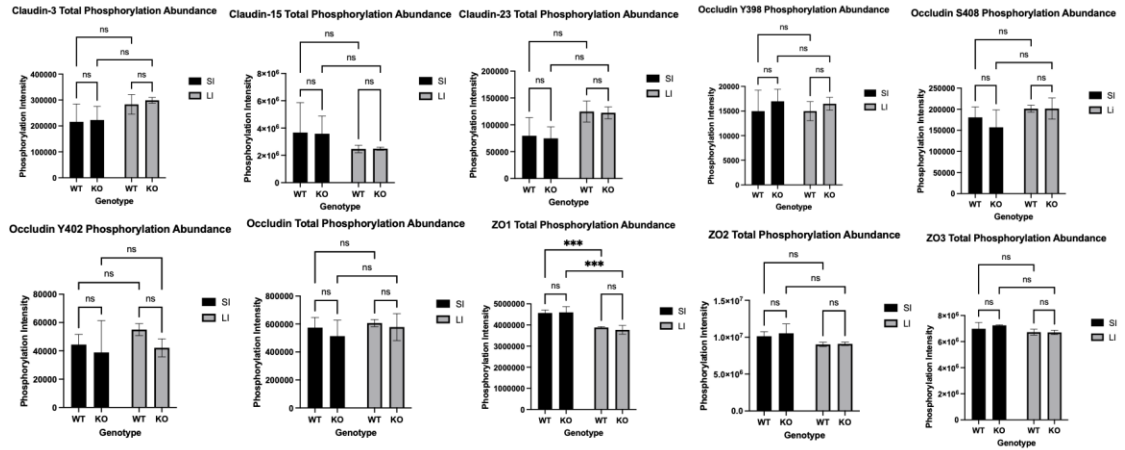 Claudin-3 Total Phosphorylation Abundance
ns
ns
ns
ns
Phosphorylation Intensity
400000
300000
200000
100000
0
WT KO WT KO
Genotype
SI
LI
Claudin-15 Total Phosphorylation Abundance
ns
ns
ns
ns
Phosphorylation Intensity
8×10⁶
6×10⁶
4×10⁶
2×10⁶
0
WT KO WT KO
Genotype
SI
LI
Claudin-23 Total Phosphorylation Abundance
ns
ns
ns
ns
Phosphorylation Intensity
200000
150000
100000
50000
0
WT KO WT KO
Genotype
SI
LI
Occludin Y398 Phosphorylation Abundance
ns
ns
ns
ns
Phosphorylation Intensity
20000
15000
10000
5000
0
WT KO WT KO
Genotype
SI
LI
Occludin S408 Phosphorylation Abundance
ns
ns
ns
ns
Phosphorylation Intensity
250000
200000
150000
100000
50000
0
WT KO WT KO
Genotype
SI
LI
Occludin Y402 Phosphorylation Abundance
ns
ns
ns
ns
Phosphorylation Intensity
80000
60000
40000
20000
0
WT KO WT KO
Genotype
SI
LI
Occludin Total Phosphorylation Abundance
ns
ns
ns
ns
Phosphorylation Intensity
800000
600000
400000
200000
0
WT KO WT KO
Genotype
SI
LI
ZO1 Total Phosphorylation Abundance
***
***
ns
ns
Phosphorylation Intensity
5000000
4000000
3000000
2000000
1000000
0
WT KO WT KO
Genotype
SI
LI
ZO2 Total Phosphorylation Abundance
ns
ns
ns
ns
Phosphorylation Intensity
1.5×10⁷
1.0×10⁷
5.0×10⁶
0.0
WT KO WT KO
Genotype
SI
LI
ZO3 Total Phosphorylation Abundance
ns
ns
ns
ns
Phosphorylation Intensity
8×10⁶
6×10⁶
4×10⁶
2×10⁶
0
WT KO WT KO
Genotype
SI
LI